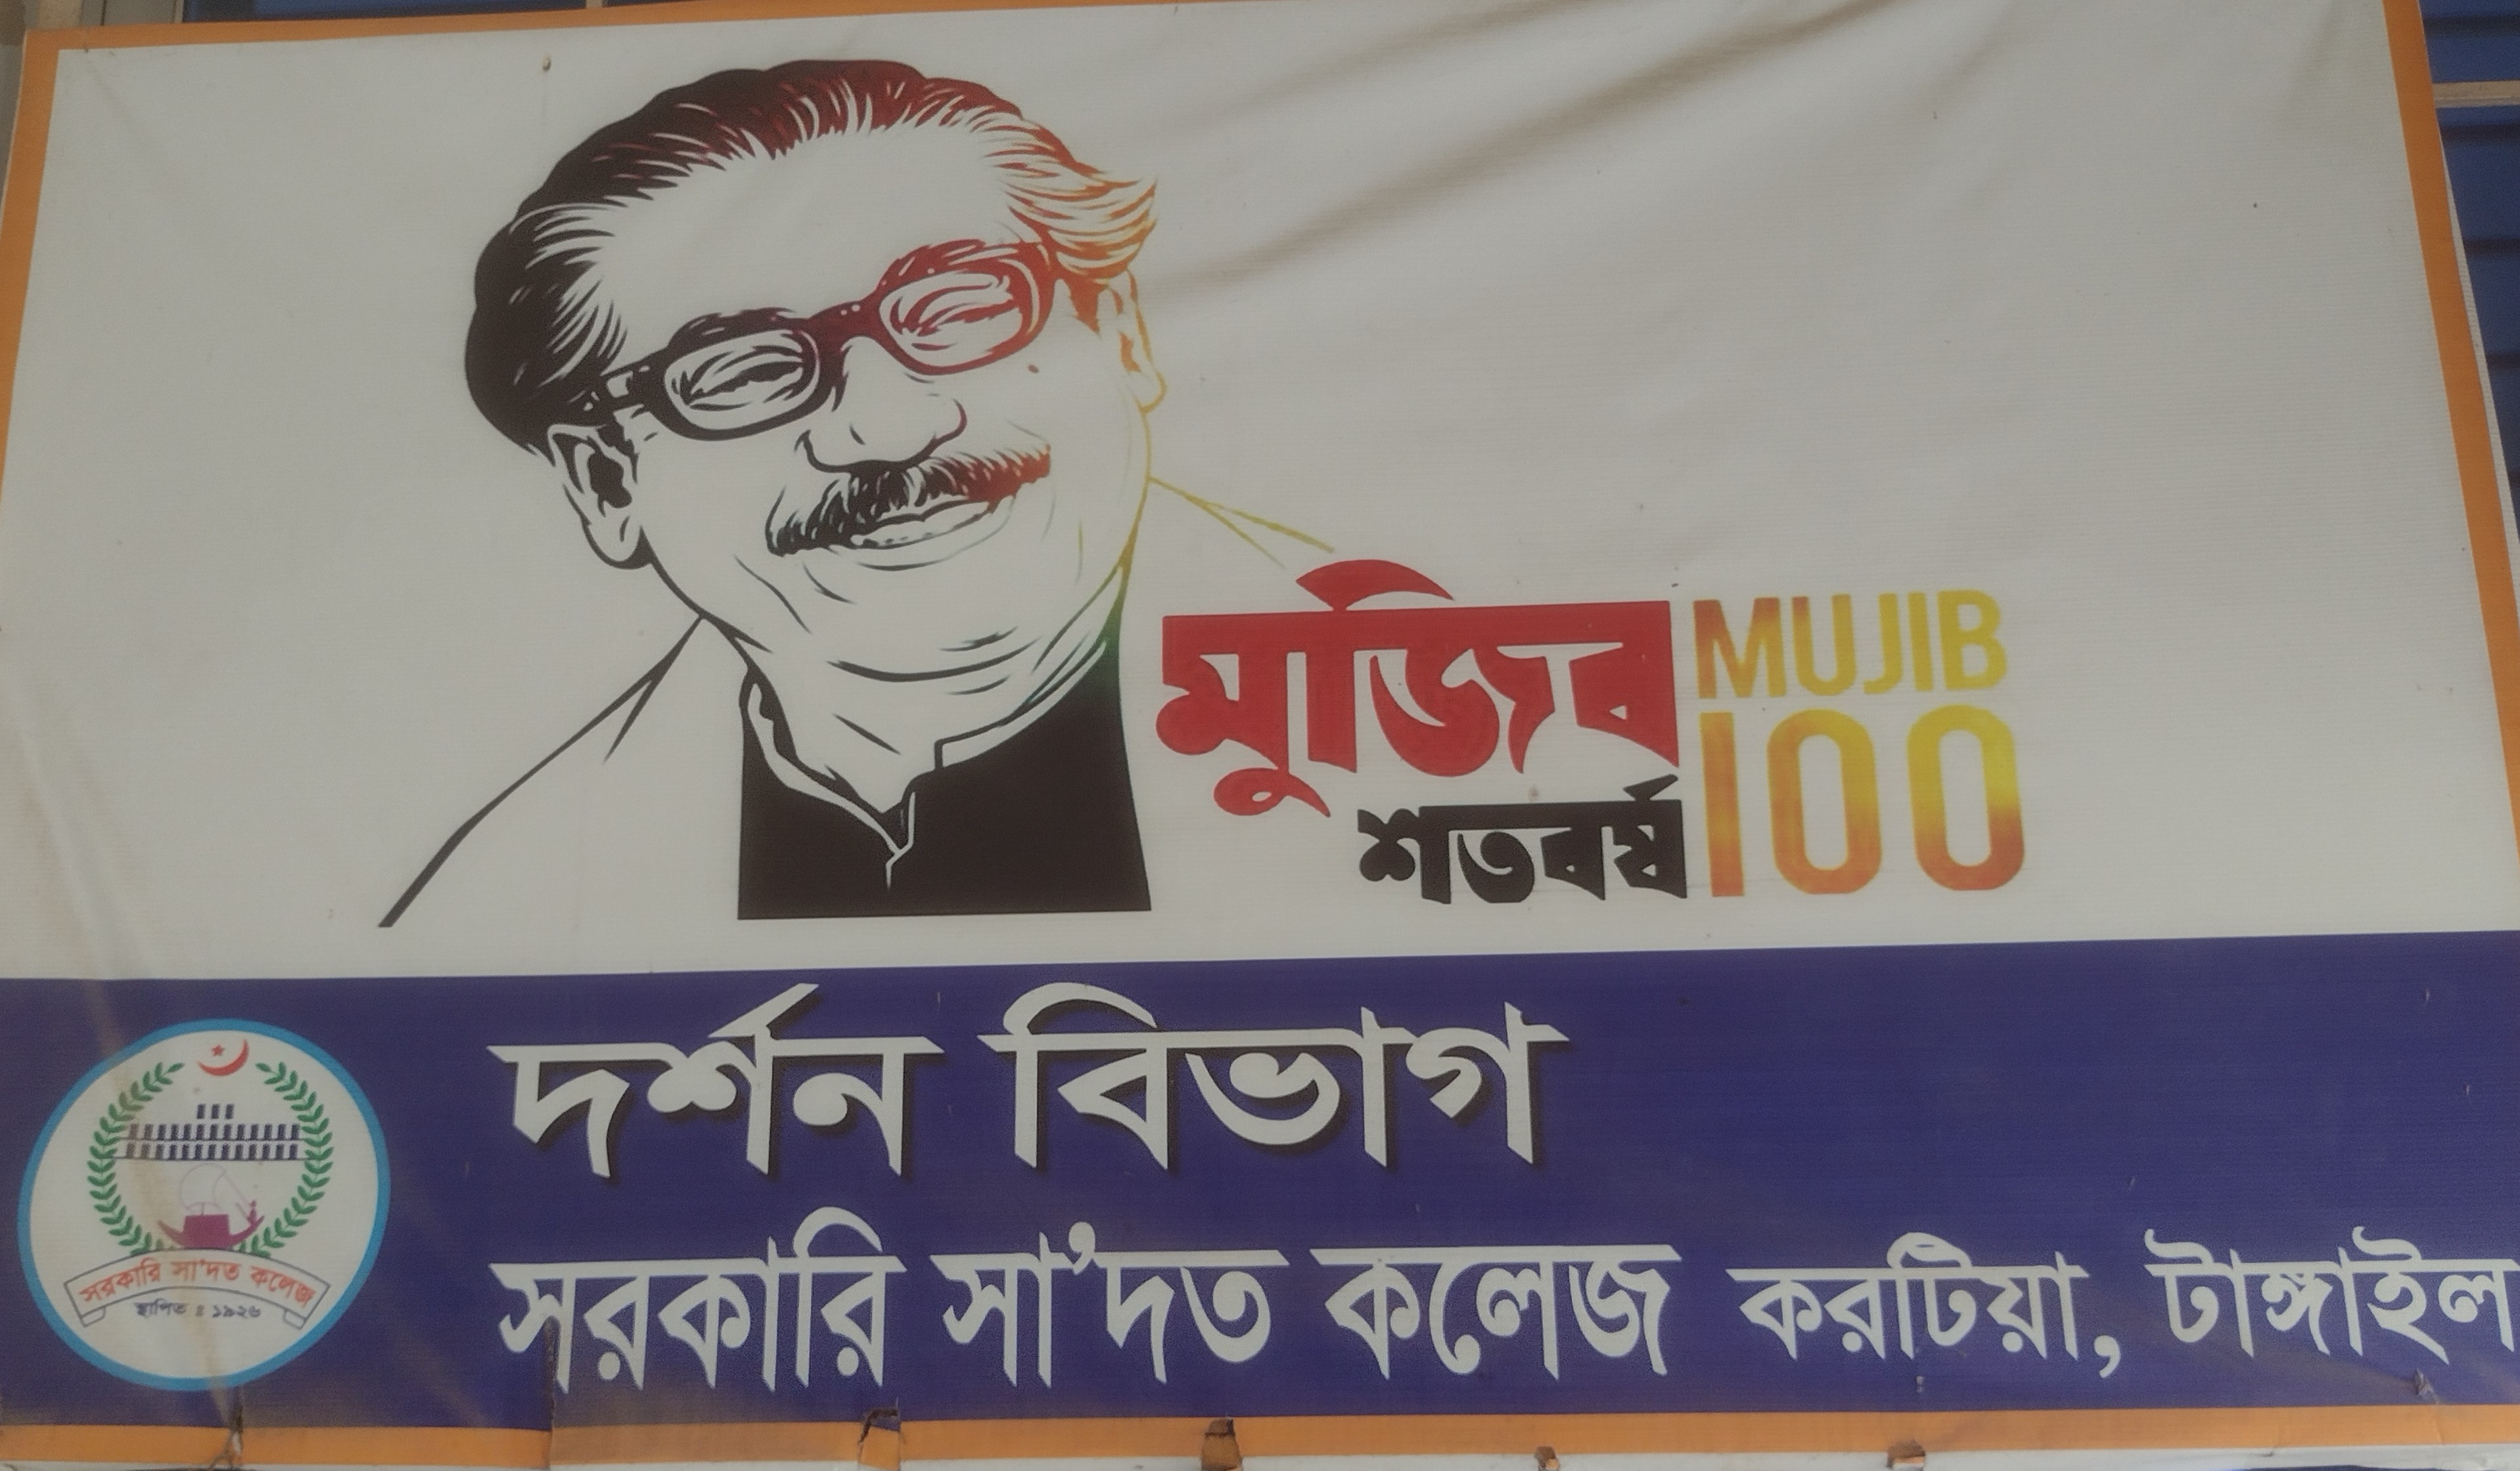 মুজিব
শতবর্ষ
MUJIB
100
দর্শন বিভাগ
সরকারি সা'দত কলেজ করটিয়া, টাঙ্গাইল
সরকারি সা'দত কলেজ
স্থাপিত ঃ ১৯২৬